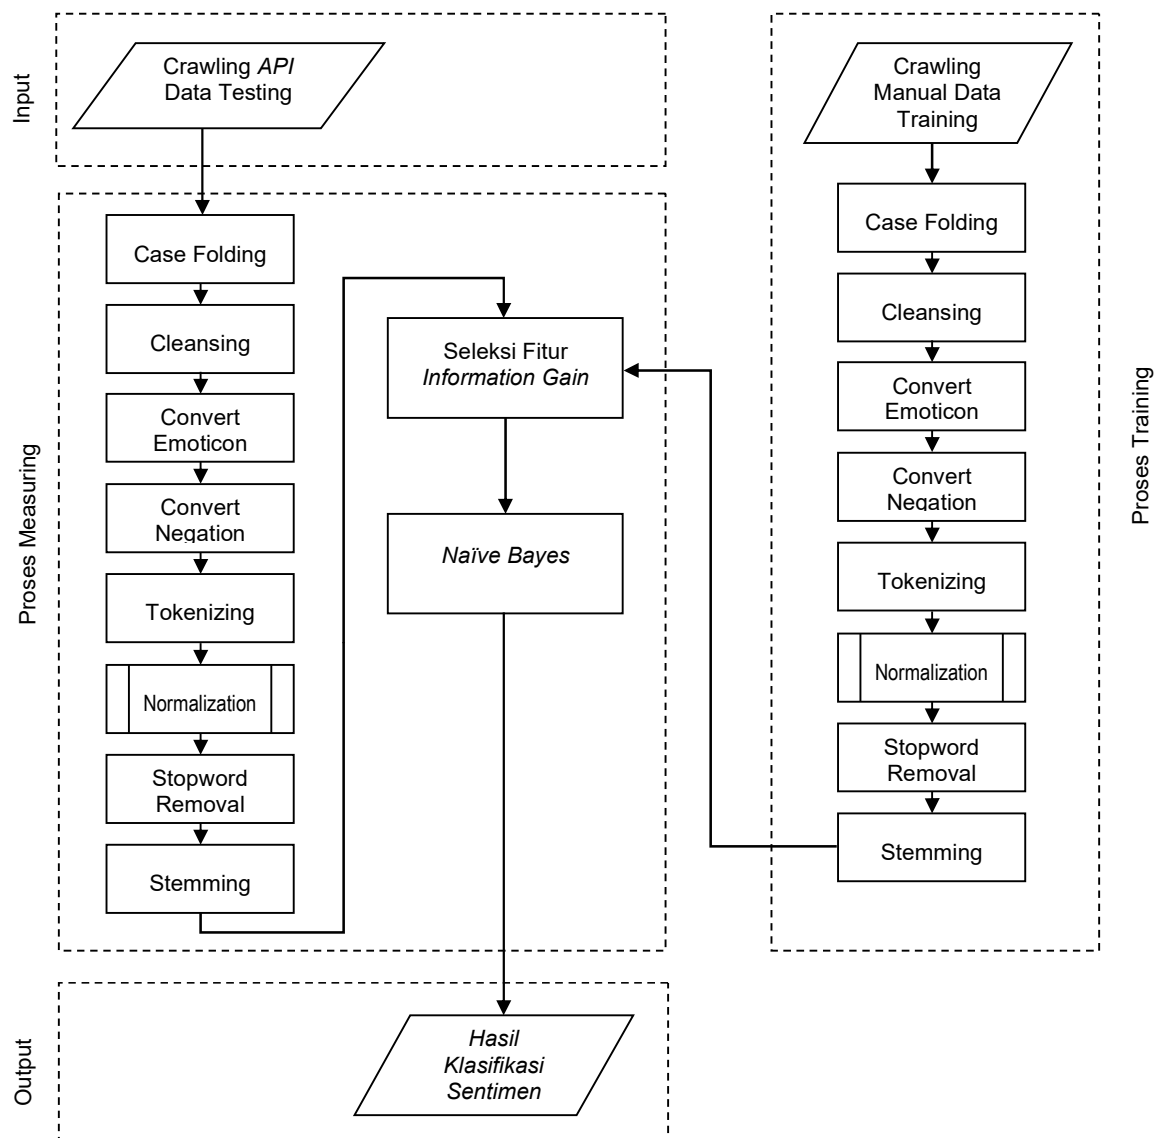 Input
Crawling API
Data Testing
Proses Measuring
Case Folding
Cleansing
Convert
Emoticon
Convert
Negation
Tokenizing
Normalization
Stopword
Removal
Stemming
Seleksi Fitur
Information Gain
Naïve Bayes
Output
Hasil
Klasifikasi
Sentimen
Proses Training
Crawling
Manual Data
Training
Case Folding
Cleansing
Convert
Emoticon
Convert
Negation
Tokenizing
Normalization
Stopword
Removal
Stemming